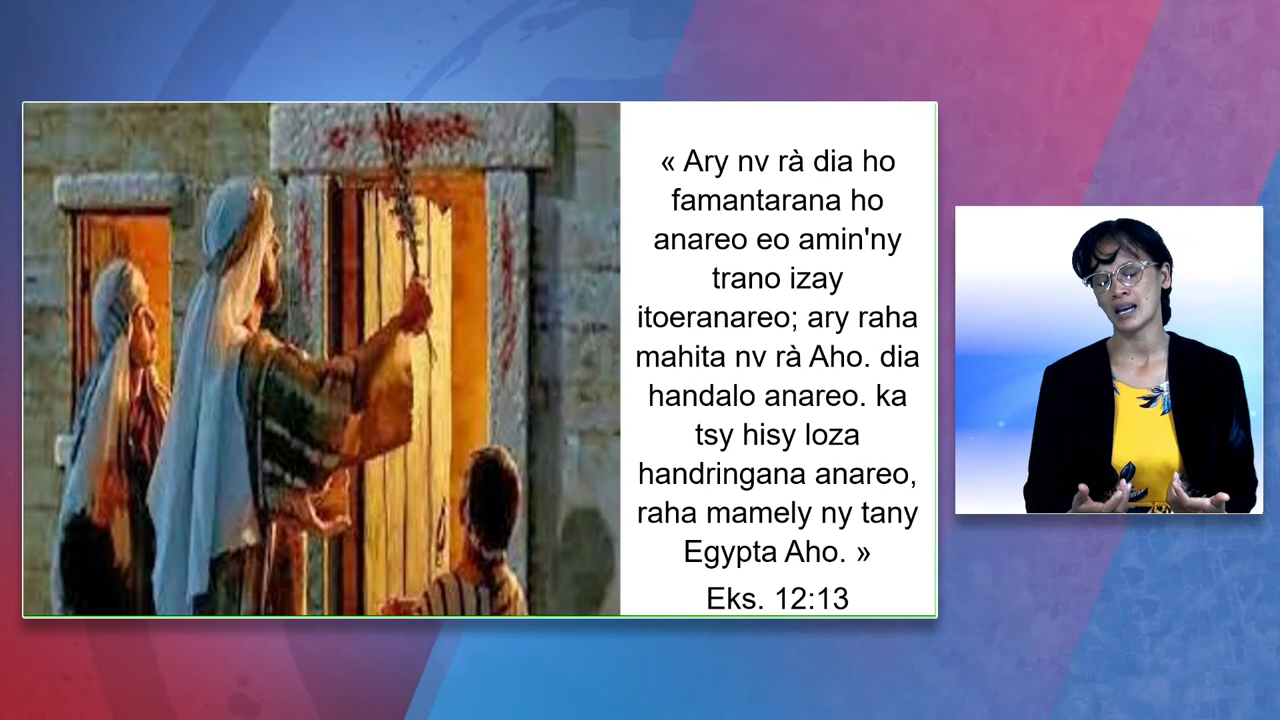 « Ary nv rà dia ho
famantarana ho
anareo eo amin'ny
trano izay
itoeranareo; ary raha
mahita nv rà Aho. dia
handalo anareo. ka
tsy hisy loza
handringana anareo,
raha mamely ny tany
Egypta Aho. »
Eks. 12:13